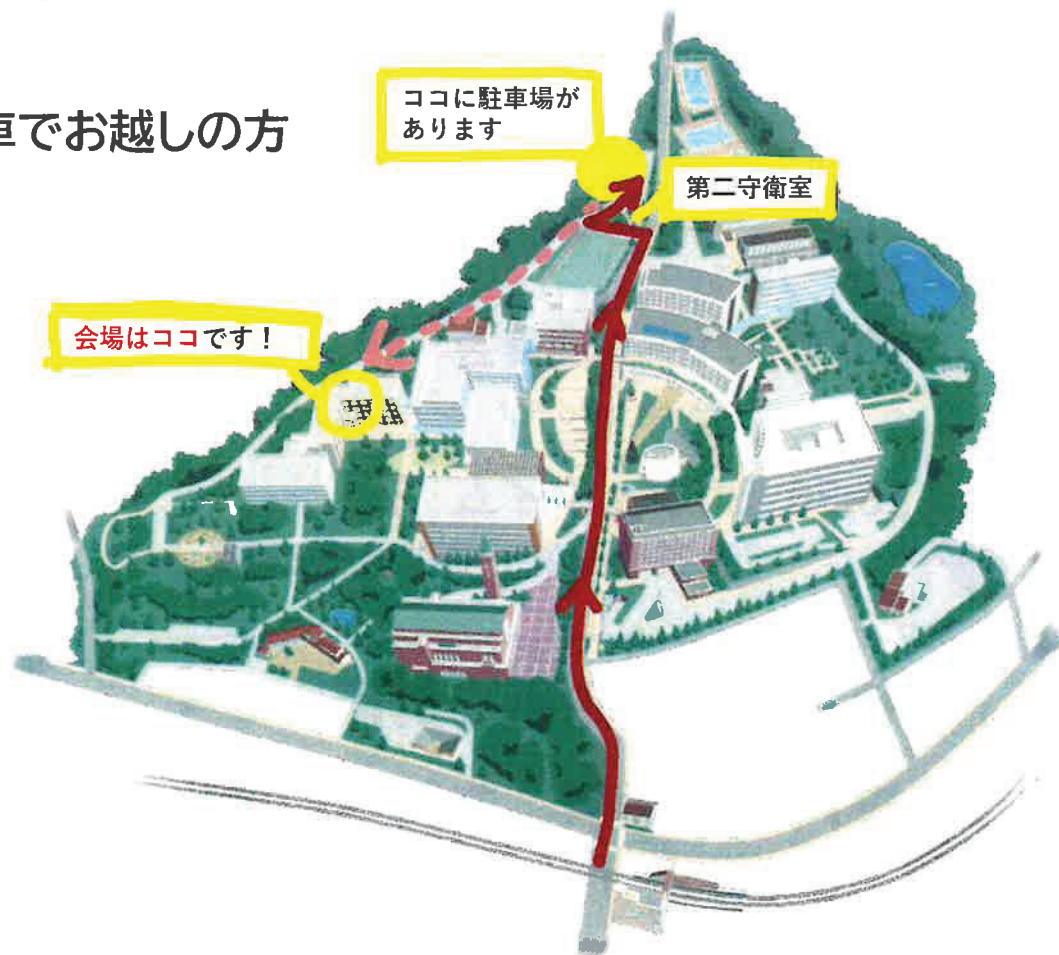 車でお越しの方
ココに駐車場が
あります
第二守衛室
会場はココです！